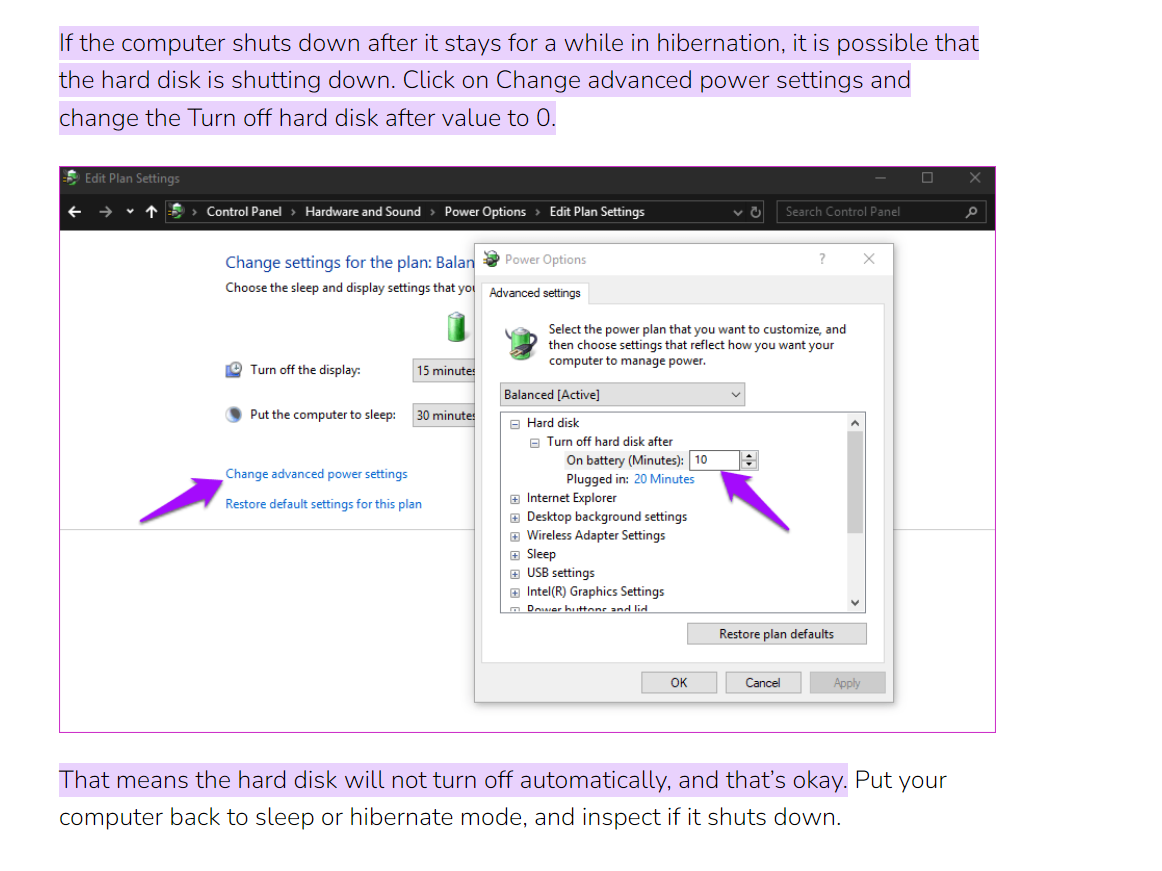 If the computer shuts down after it stays for a while in hibernation, it is possible that
the hard disk is shutting down. Click on Change advanced power settings and
change the Turn off hard disk after value to 0.
Edit Plan Settings
Control Panel > Hardware and Sound > Power Options > Edit Plan Settings
Search Control Panel
Change settings for the plan: Balan
Choose the sleep and display settings that you
Turn off the display:
15 minutes
Put the computer to sleep:
30 minutes
Change advanced power settings
Restore default settings for this plan
Power Options
?
Advanced settings
Select the power plan that you want to customize, and
then choose settings that reflect how you want your
computer to manage power.
Balanced [Active]
Hard disk
Turn off hard disk after
On battery (Minutes): 10
Plugged in: 20 Minutes
Internet Explorer
Desktop background settings
Wireless Adapter Settings
Sleep
USB settings
Intel(R) Graphics Settings
Power buttons and lid
Restore plan defaults
OK
Cancel
Apply
That means the hard disk will not turn off automatically, and that’s okay. Put your
computer back to sleep or hibernate mode, and inspect if it shuts down.